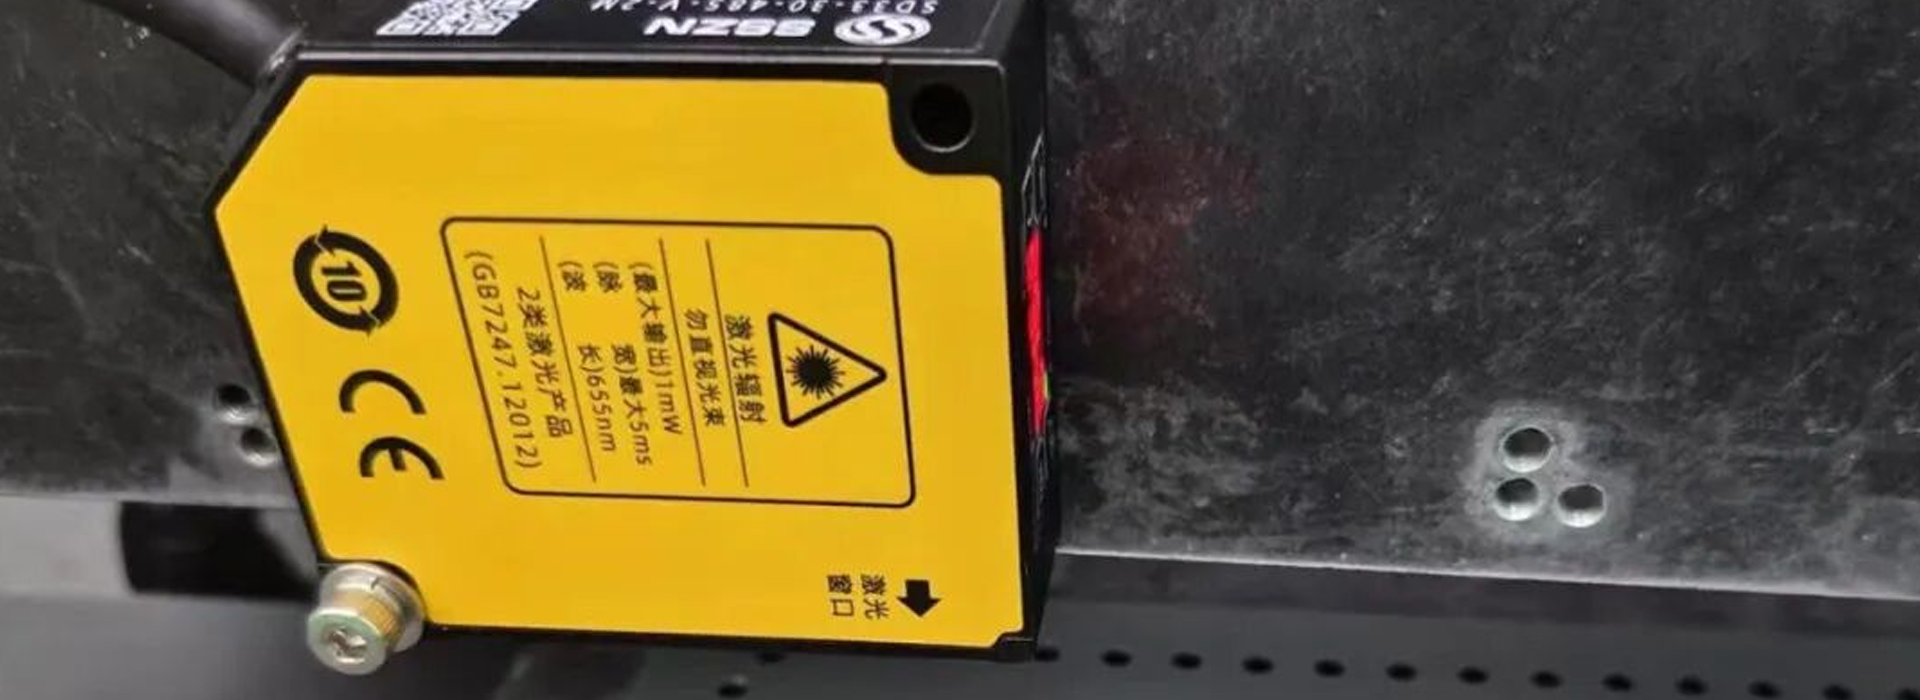 SSZN
SD33-30-485-V-2M
激光辐射
勿直视光束
(最大输出)1mW
(脉 宽)最大5ms
(波 长)655nm
2类激光产品
(GB7247.12012)
10
CE
激光
窗口